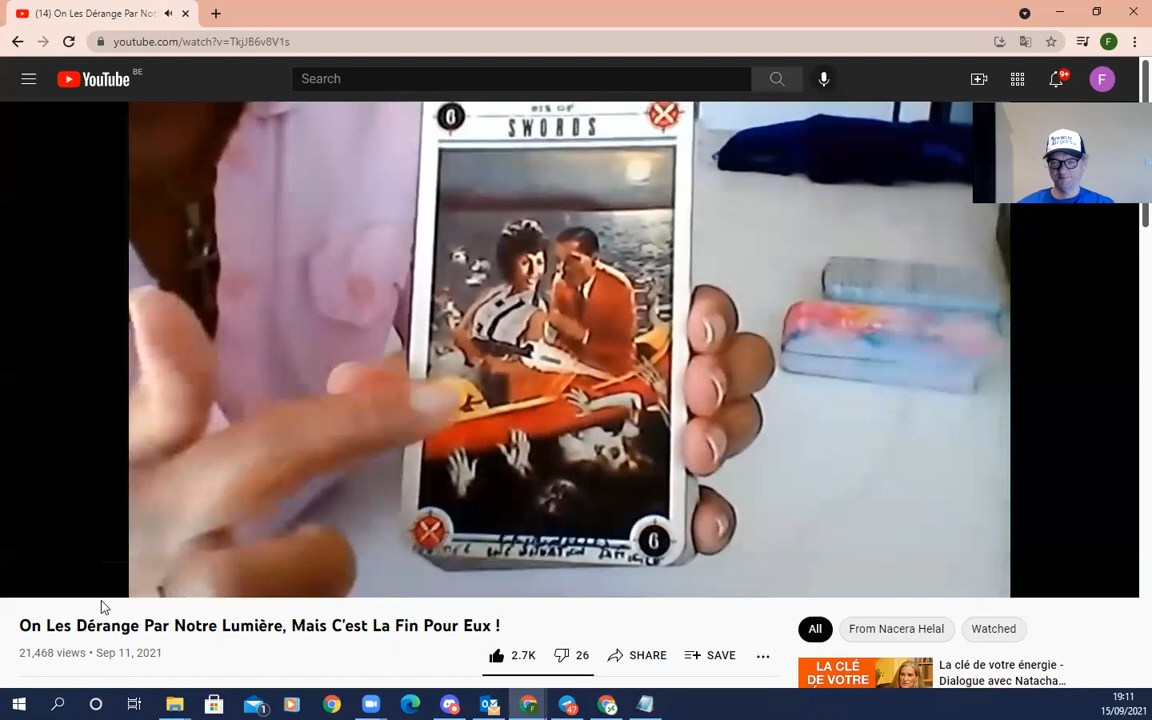 (14) On Les Dérange Par Not
youtube.com/watch?v=TkjJB6v8V1s
F
YouTube BE
Search
9+
F
6
SIX OF
SWORDS
6
On Les Dérange Par Notre Lumière, Mais C'est La Fin Pour Eux !
21,468 views • Sep 11, 2021
2.7K
26
SHARE
SAVE
All
From Nacera Helal
Watched
LA CLÉ
DE VOTRE
La clé de votre énergie -
Dialogue avec Natacha...
1
47
19:11
15/09/2021